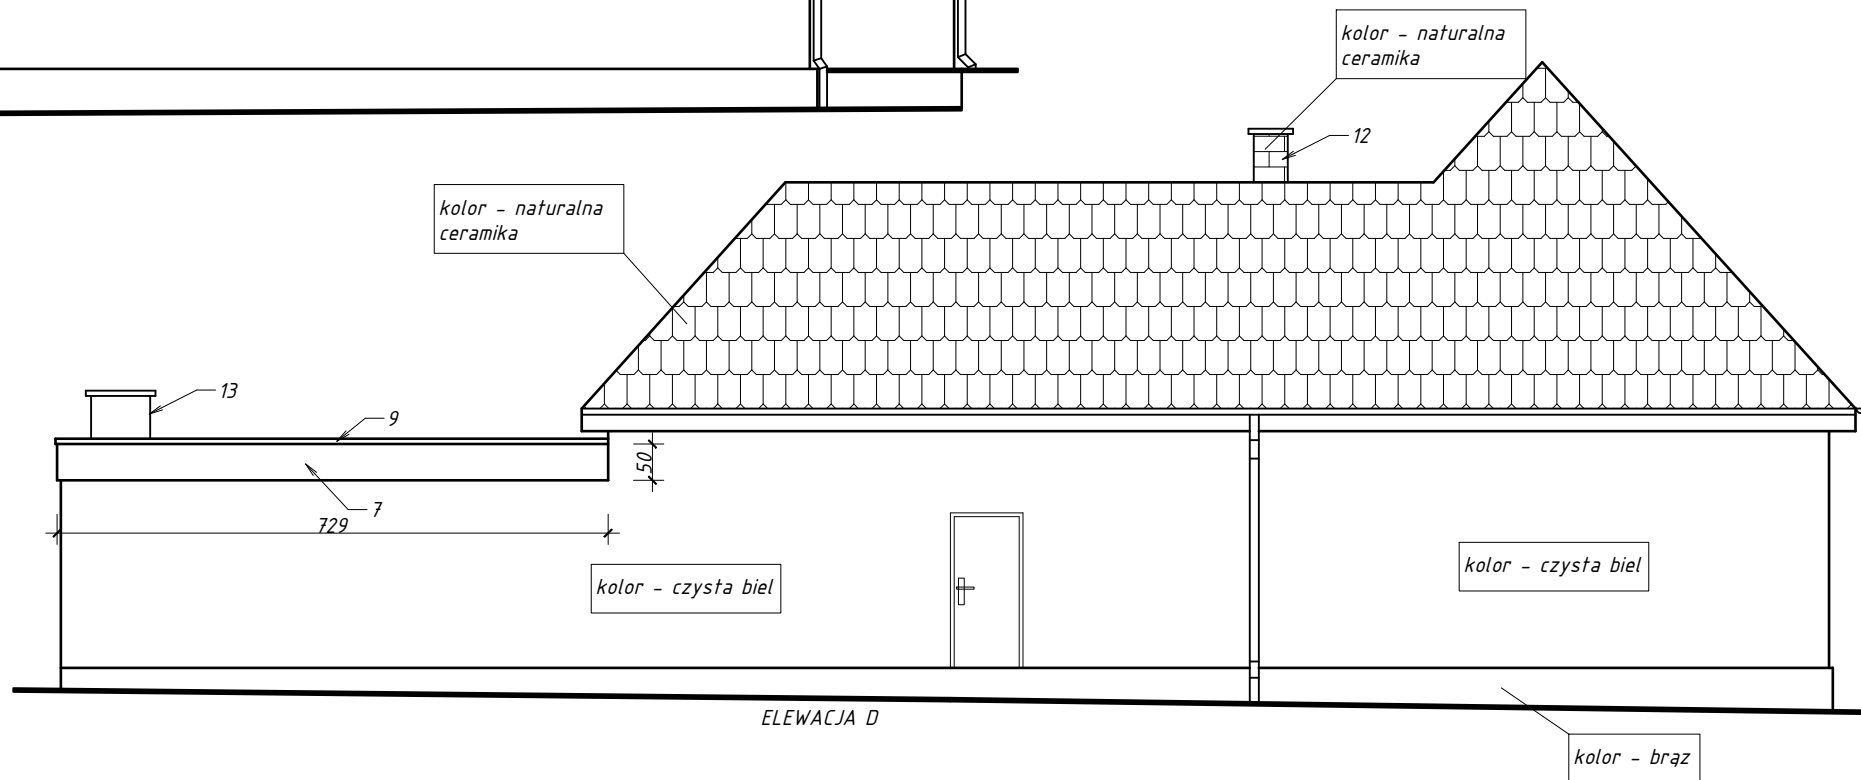 kolor - naturalna
ceramika
12
kolor - naturalna
ceramika
13
9
50
7
729
kolor - czysta biel
kolor - czysta biel
ELEWACJA D
kolor - brąz